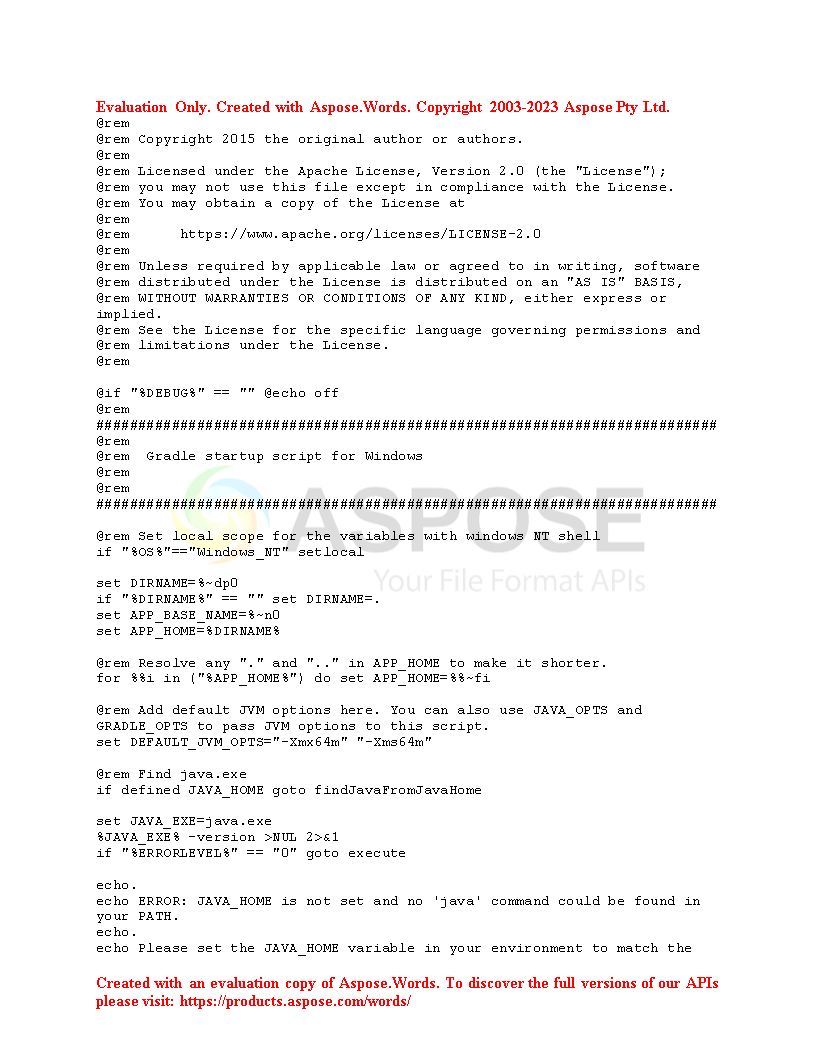 Evaluation Only. Created with Aspose.Words. Copyright 2003-2023 Aspose Pty Ltd.
@rem
@rem Copyright 2015 the original author or authors.
@rem
@rem Licensed under the Apache License, Version 2.0 (the "License");
@rem you may not use this file except in compliance with the License.
@rem You may obtain a copy of the License at
@rem
@rem      https://www.apache.org/licenses/LICENSE-2.0
@rem
@rem Unless required by applicable law or agreed to in writing, software
@rem distributed under the License is distributed on an "AS IS" BASIS,
@rem WITHOUT WARRANTIES OR CONDITIONS OF ANY KIND, either express or
implied.
@rem See the License for the specific language governing permissions and
@rem limitations under the License.
@rem

@if "%DEBUG%" == "" @echo off
@rem
##########################################################################
@rem
@rem  Gradle startup script for Windows
@rem
@rem
##########################################################################
ASPOSE
Your File Format APIs

@rem Set local scope for the variables with windows NT shell
if "%OS%"=="Windows_NT" setlocal

set DIRNAME=%~dp0
if "%DIRNAME%" == "" set DIRNAME=.
set APP_BASE_NAME=%~n0
set APP_HOME=%DIRNAME%

@rem Resolve any "." and ".." in APP_HOME to make it shorter.
for %%i in ("%APP_HOME%") do set APP_HOME=%%~fi

@rem Add default JVM options here. You can also use JAVA_OPTS and
GRADLE_OPTS to pass JVM options to this script.
set DEFAULT_JVM_OPTS="-Xmx64m" "-Xms64m"

@rem Find java.exe
if defined JAVA_HOME goto findJavaFromJavaHome

set JAVA_EXE=java.exe
%JAVA_EXE% -version >NUL 2>&1
if "%ERRORLEVEL%" == "0" goto execute

echo.
echo ERROR: JAVA_HOME is not set and no 'java' command could be found in
your PATH.
echo.
echo Please set the JAVA_HOME variable in your environment to match the

Created with an evaluation copy of Aspose.Words. To discover the full versions of our APIs
please visit: https://products.aspose.com/words/